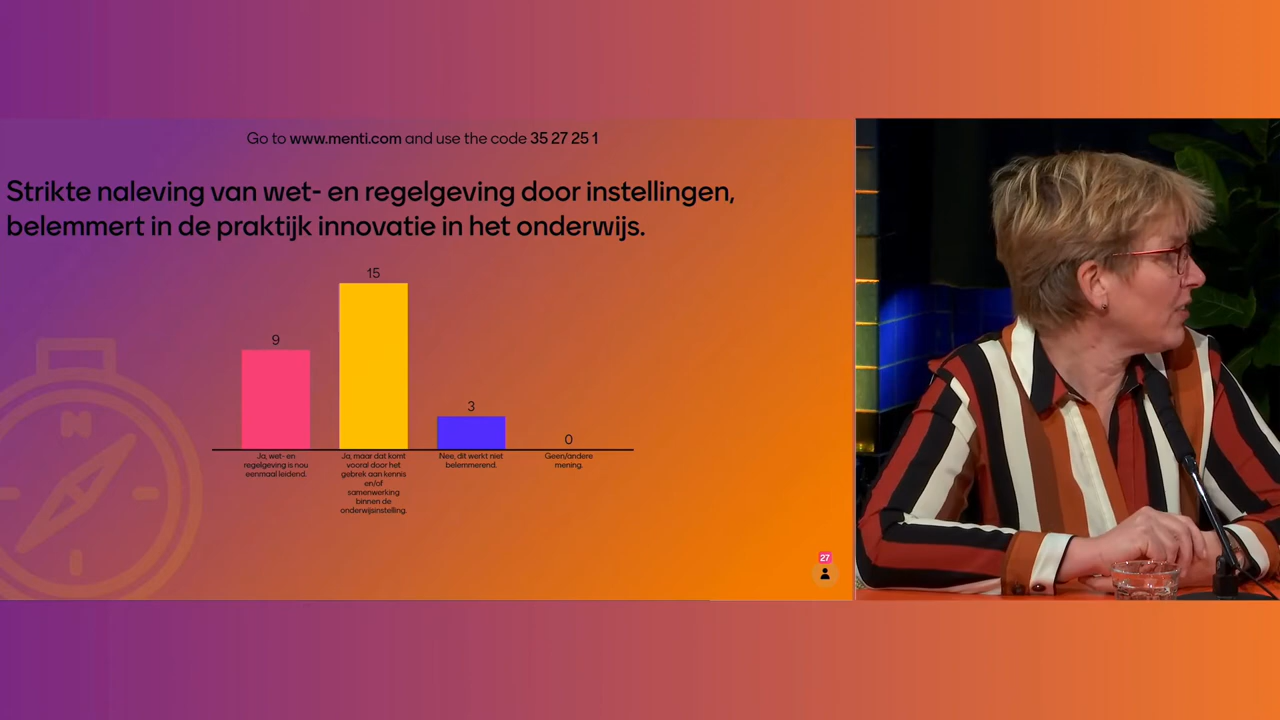 Go to www.menti.com and use the code 35 27 25 1
Strikte naleving van wet- en regelgeving door instellingen,
belemmert in de praktijk innovatie in het onderwijs.
9
15
3
0
Ja, wet- en
regelgeving is nou
eenmaal leidend.
Ja, maar dat komt
vooral door het
gebrek aan kennis
en/of
samenwerking
binnen de
onderwijsinstelling.
Nee, dit werkt niet
belemmerend.
Geen/andere
mening.
27